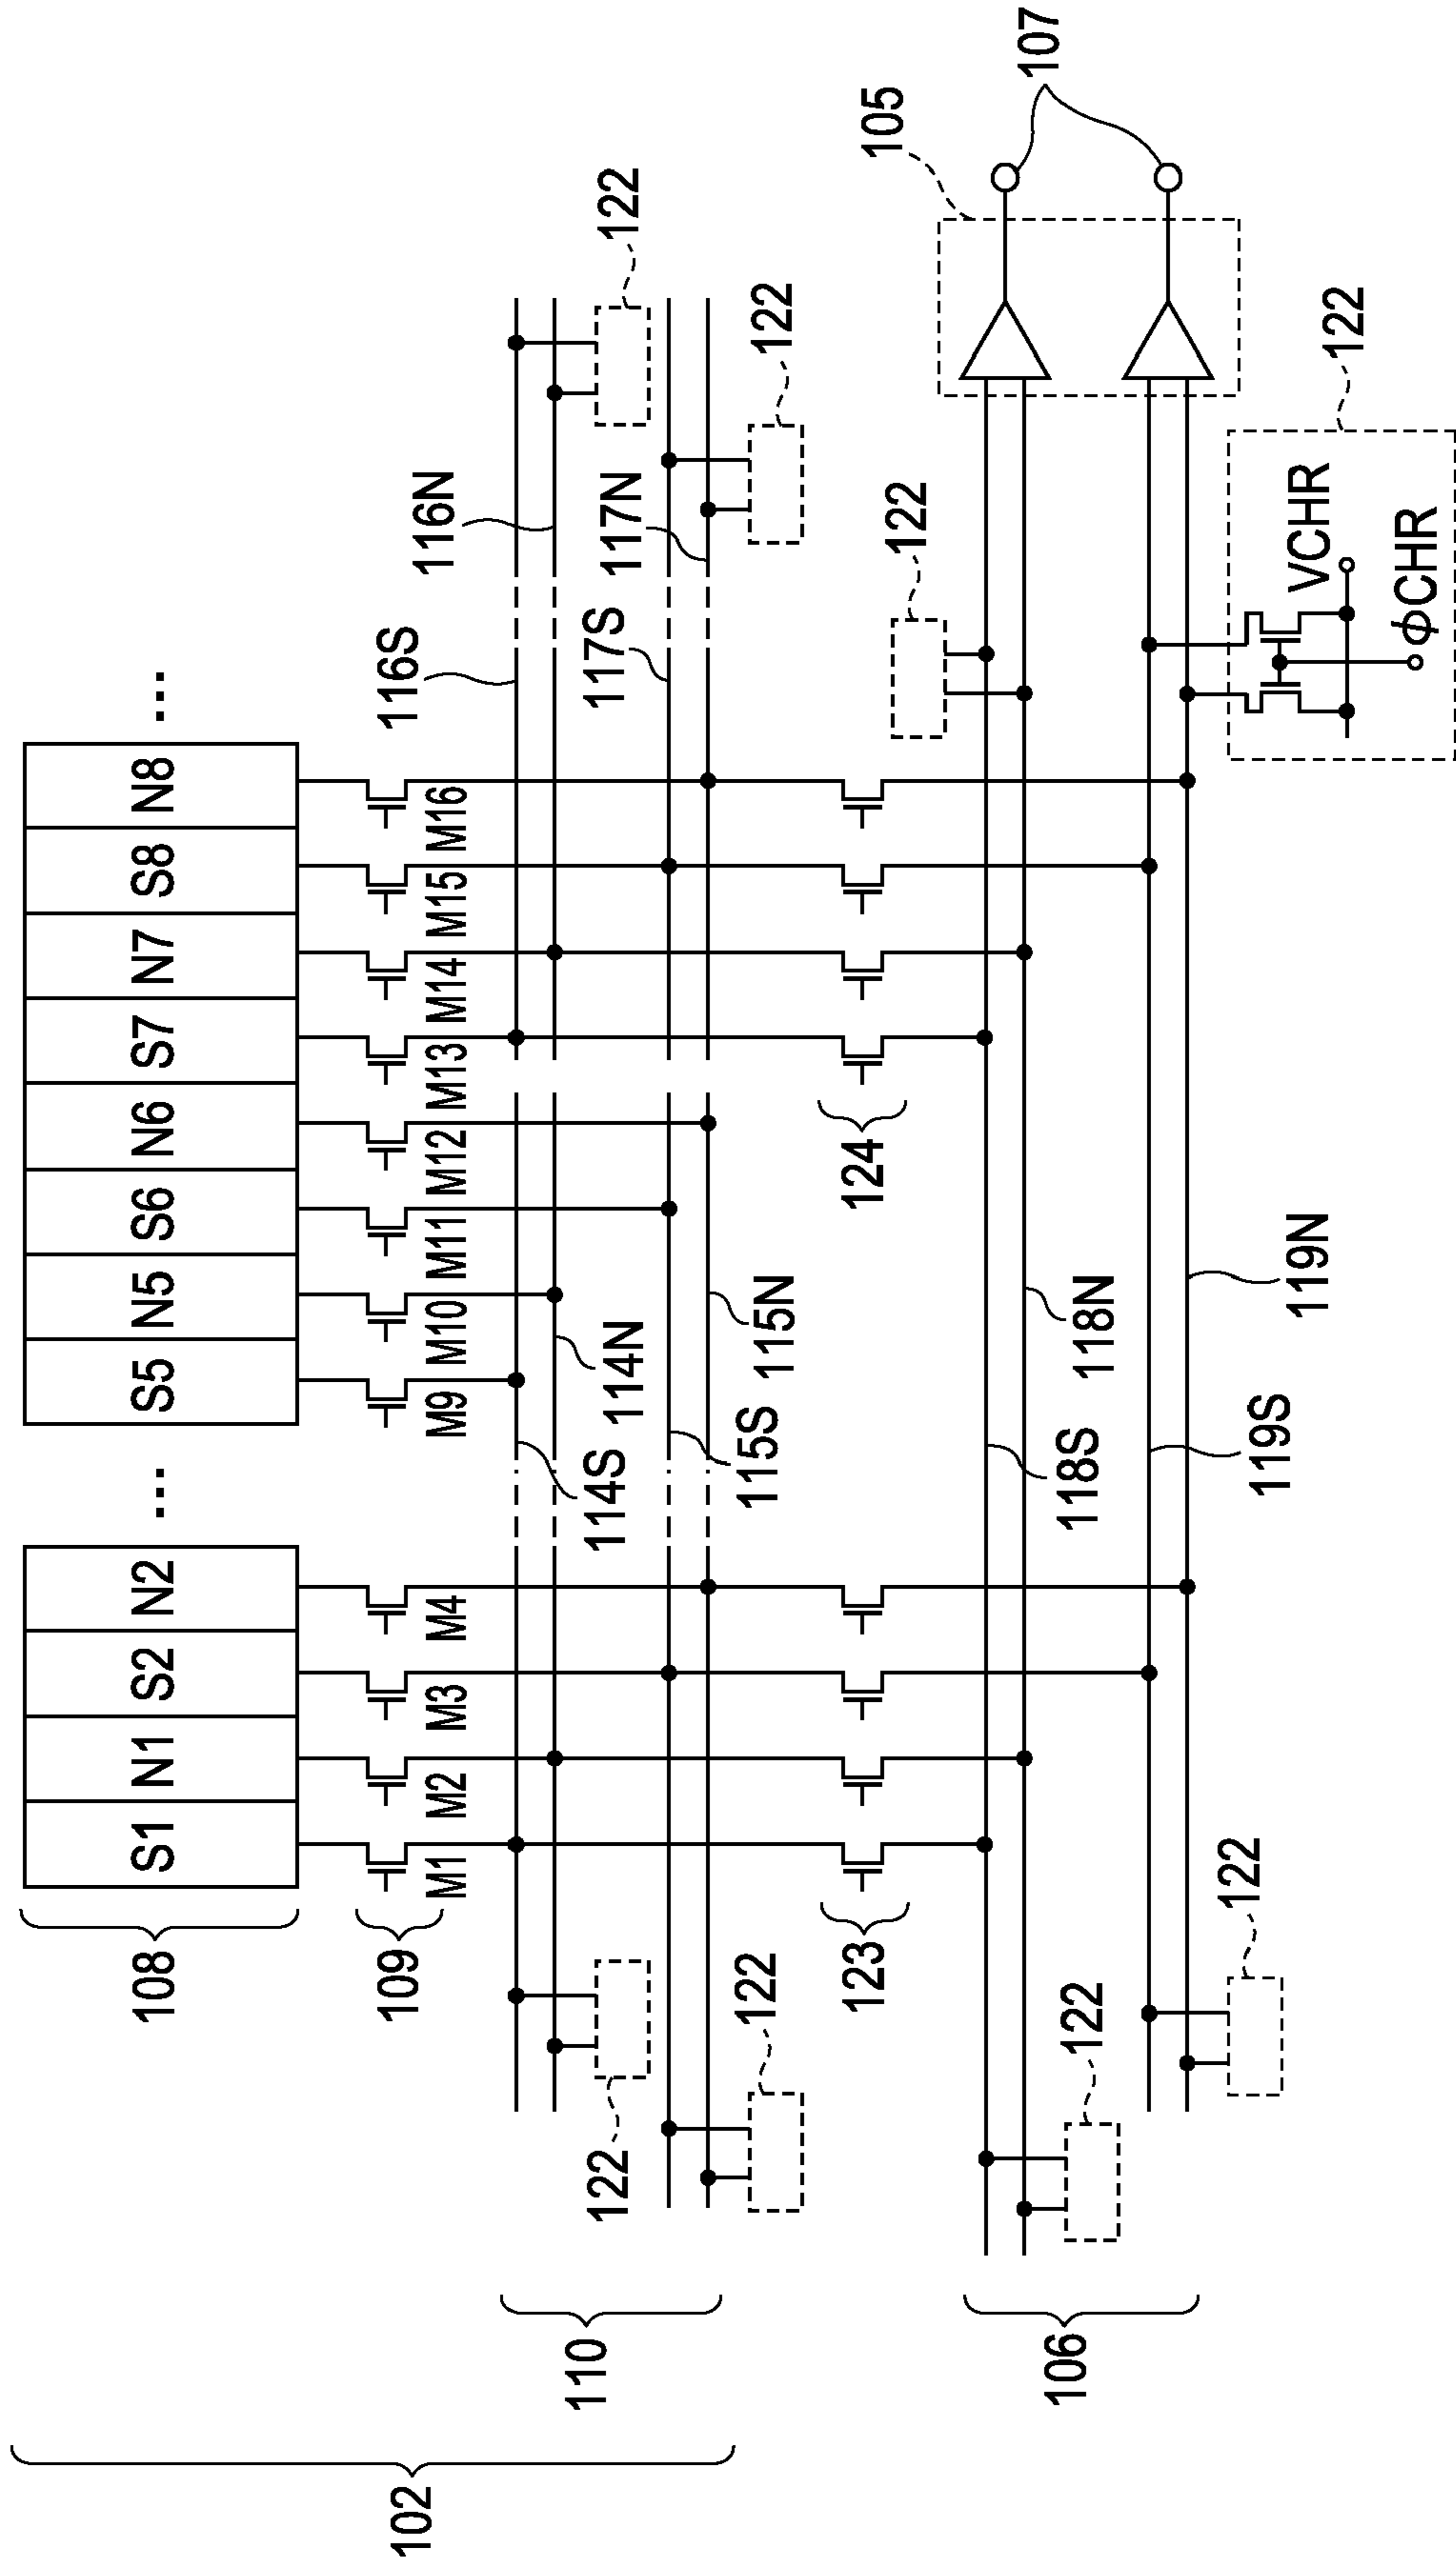 102
108
S1
N1
S2
N2
...
S5
N5
S6
N6
S7
N7
S8
N8
...
109
M1
M2
M3
M4
M9
M10
M11
M12
M13
M14
M15
M16
110
122
122
114S
114N
115S
115N
116S
116N
117S
117N
122
122
123
124
106
122
122
118S
118N
119S
119N
122
105
107
122
VCHR
ϕCHR